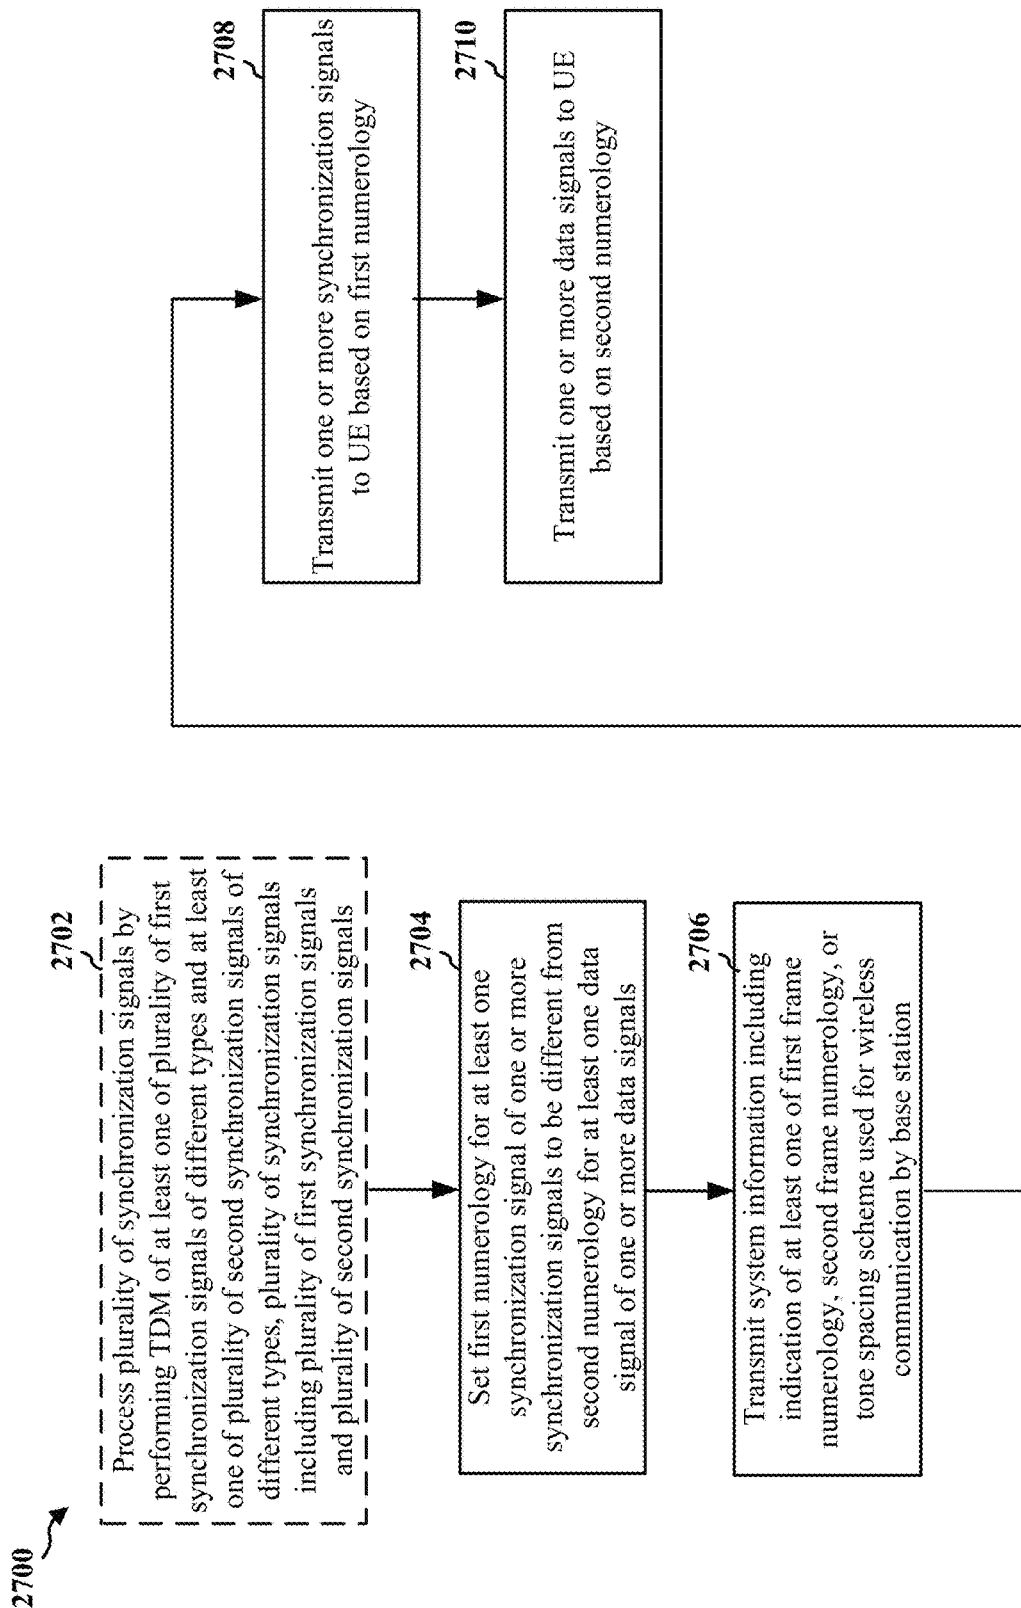 2700
2702
Process plurality of synchronization signals by
performing TDM of at least one of plurality of first
synchronization signals of different types and at least
one of plurality of second synchronization signals of
different types, plurality of synchronization signals
including plurality of first synchronization signals
and plurality of second synchronization signals
2704
Set first numerology for at least one
synchronization signal of one or more
synchronization signals to be different from
second numerology for at least one data
signal of one or more data signals
2706
Transmit system information including
indication of at least one of first frame
numerology, second frame numerology, or
tone spacing scheme used for wireless
communication by base station
2708
Transmit one or more synchronization signals
to UE based on first numerology
2710
Transmit one or more data signals to UE
based on second numerology